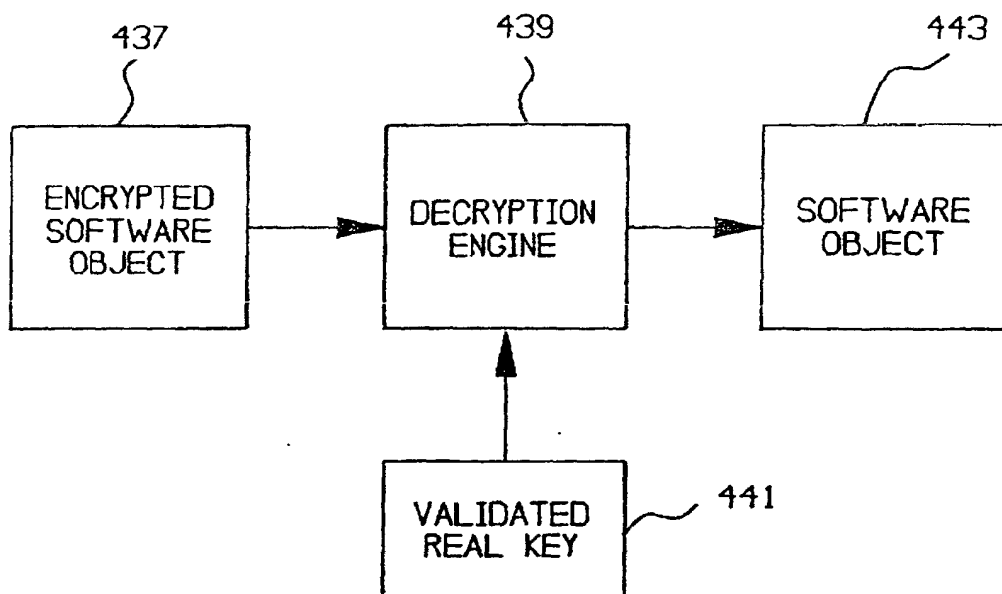 437
439
443
ENCRYPTED
SOFTWARE
OBJECT
DECRYPTION
ENGINE
SOFTWARE
OBJECT
VALIDATED
REAL KEY
441